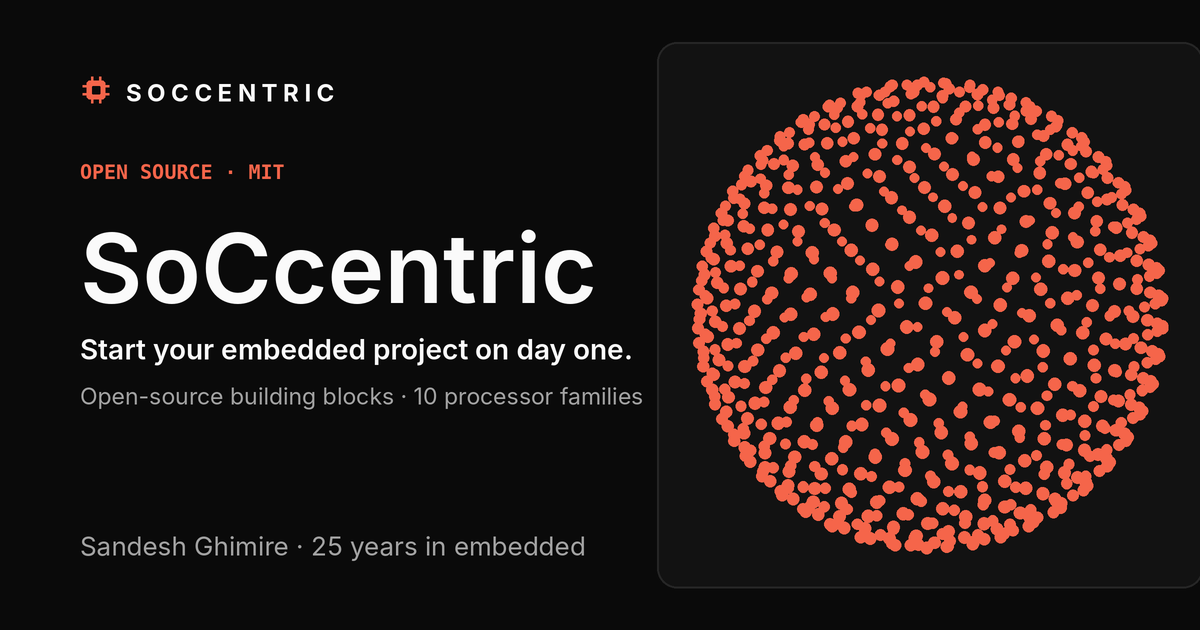 SOCCENTRIC
OPEN SOURCE · MIT
SoCcentric
Start your embedded project on day one.
Open-source building blocks · 10 processor families
Sandesh Ghimire · 25 years in embedded